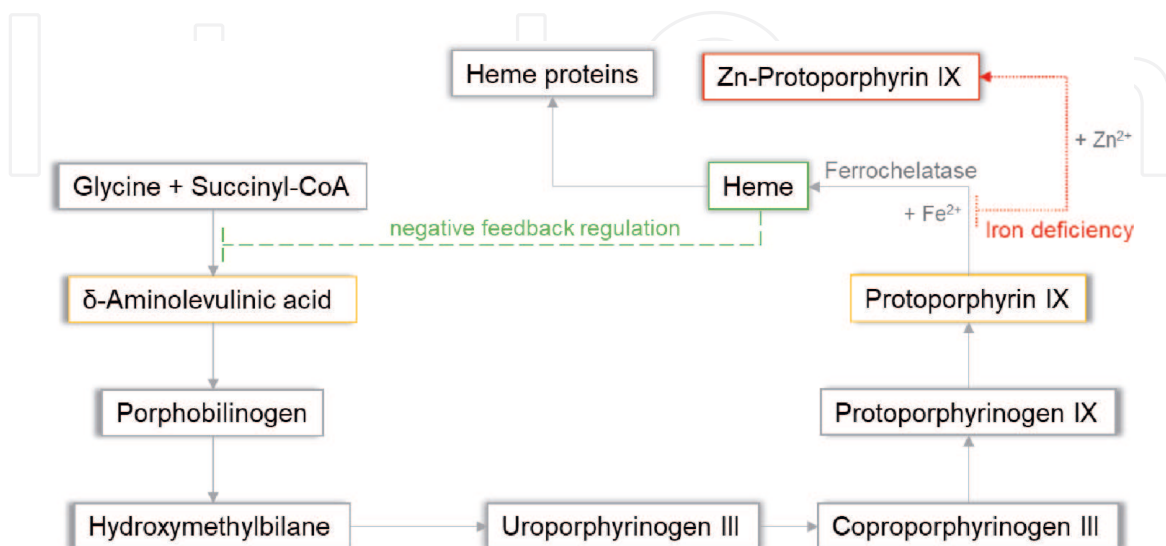 Heme proteins
Zn-Protoporphyrin IX
+ Zn²⁺
Glycine + Succinyl-CoA
Heme
Ferrochelatase
+ Fe²⁺
negative feedback regulation
Iron deficiency
δ-Aminolevulinic acid
Protoporphyrin IX
Porphobilinogen
Protoporphyrinogen IX
Hydroxymethylbilane
Uroporphyrinogen III
Coproporphyrinogen III